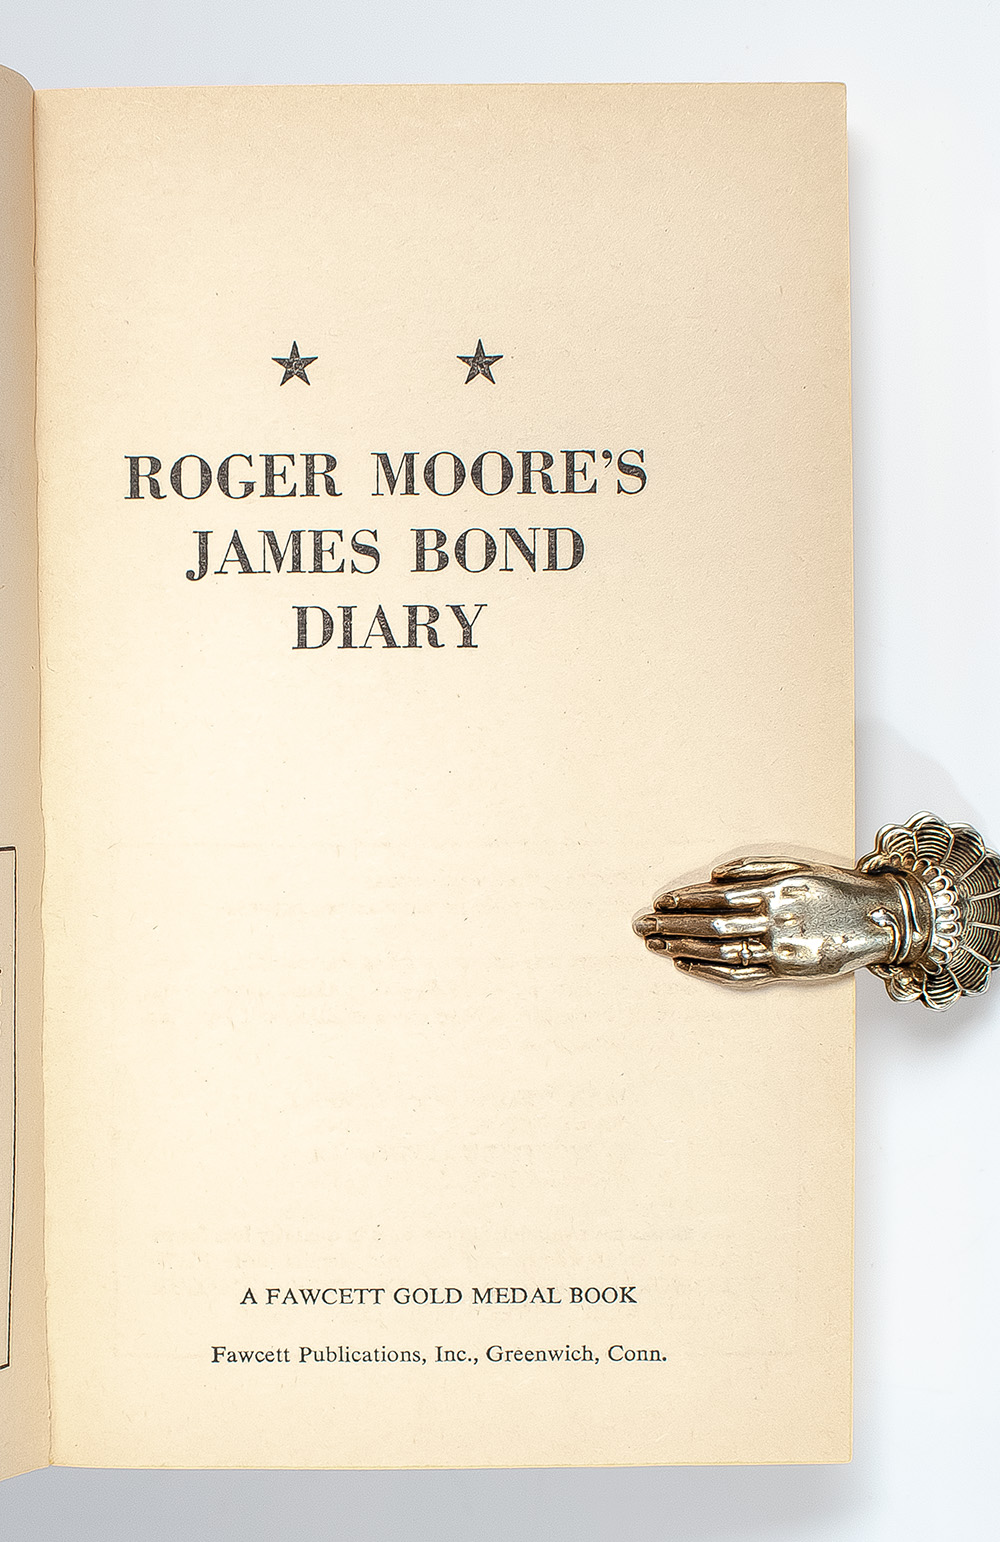 ROGER MOORE’S
JAMES BOND
DIARY
A FAWCETT GOLD MEDAL BOOK
Fawcett Publications, Inc., Greenwich, Conn.